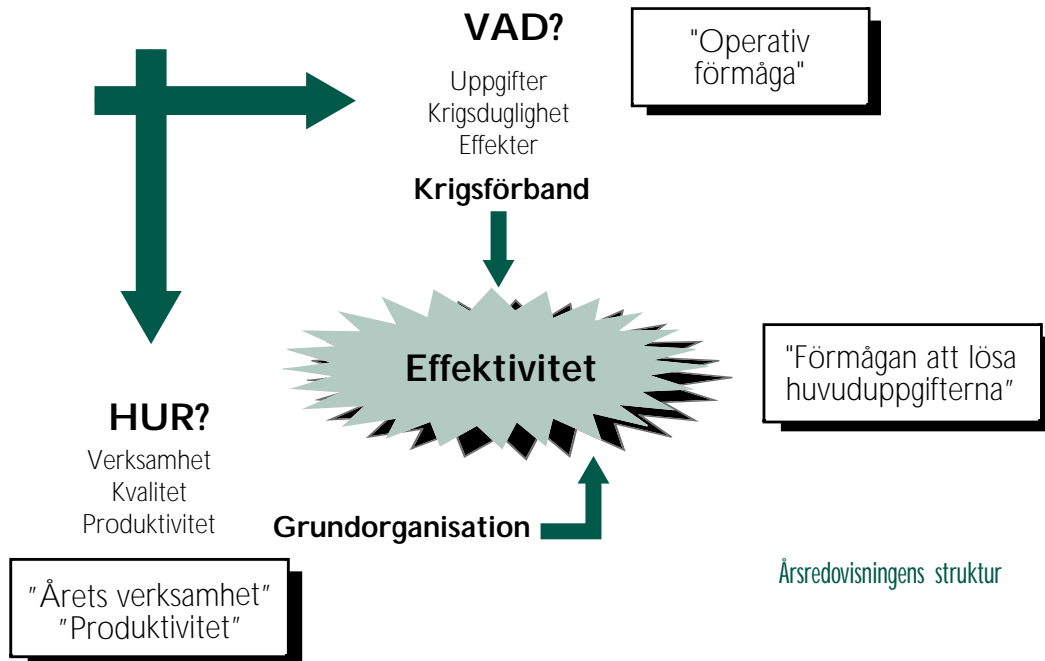 VAD?
Uppgifter
Krigsduglighet
Effekter
Krigsförband
"Operativ
förmåga"
Effektivitet
"Förmågan att lösa
huvuduppgifterna"
HUR?
Verksamhet
Kvalitet
Produktivitet
Grundorganisation
"Årets verksamhet"
"Produktivitet"
Årsredovisningens struktur